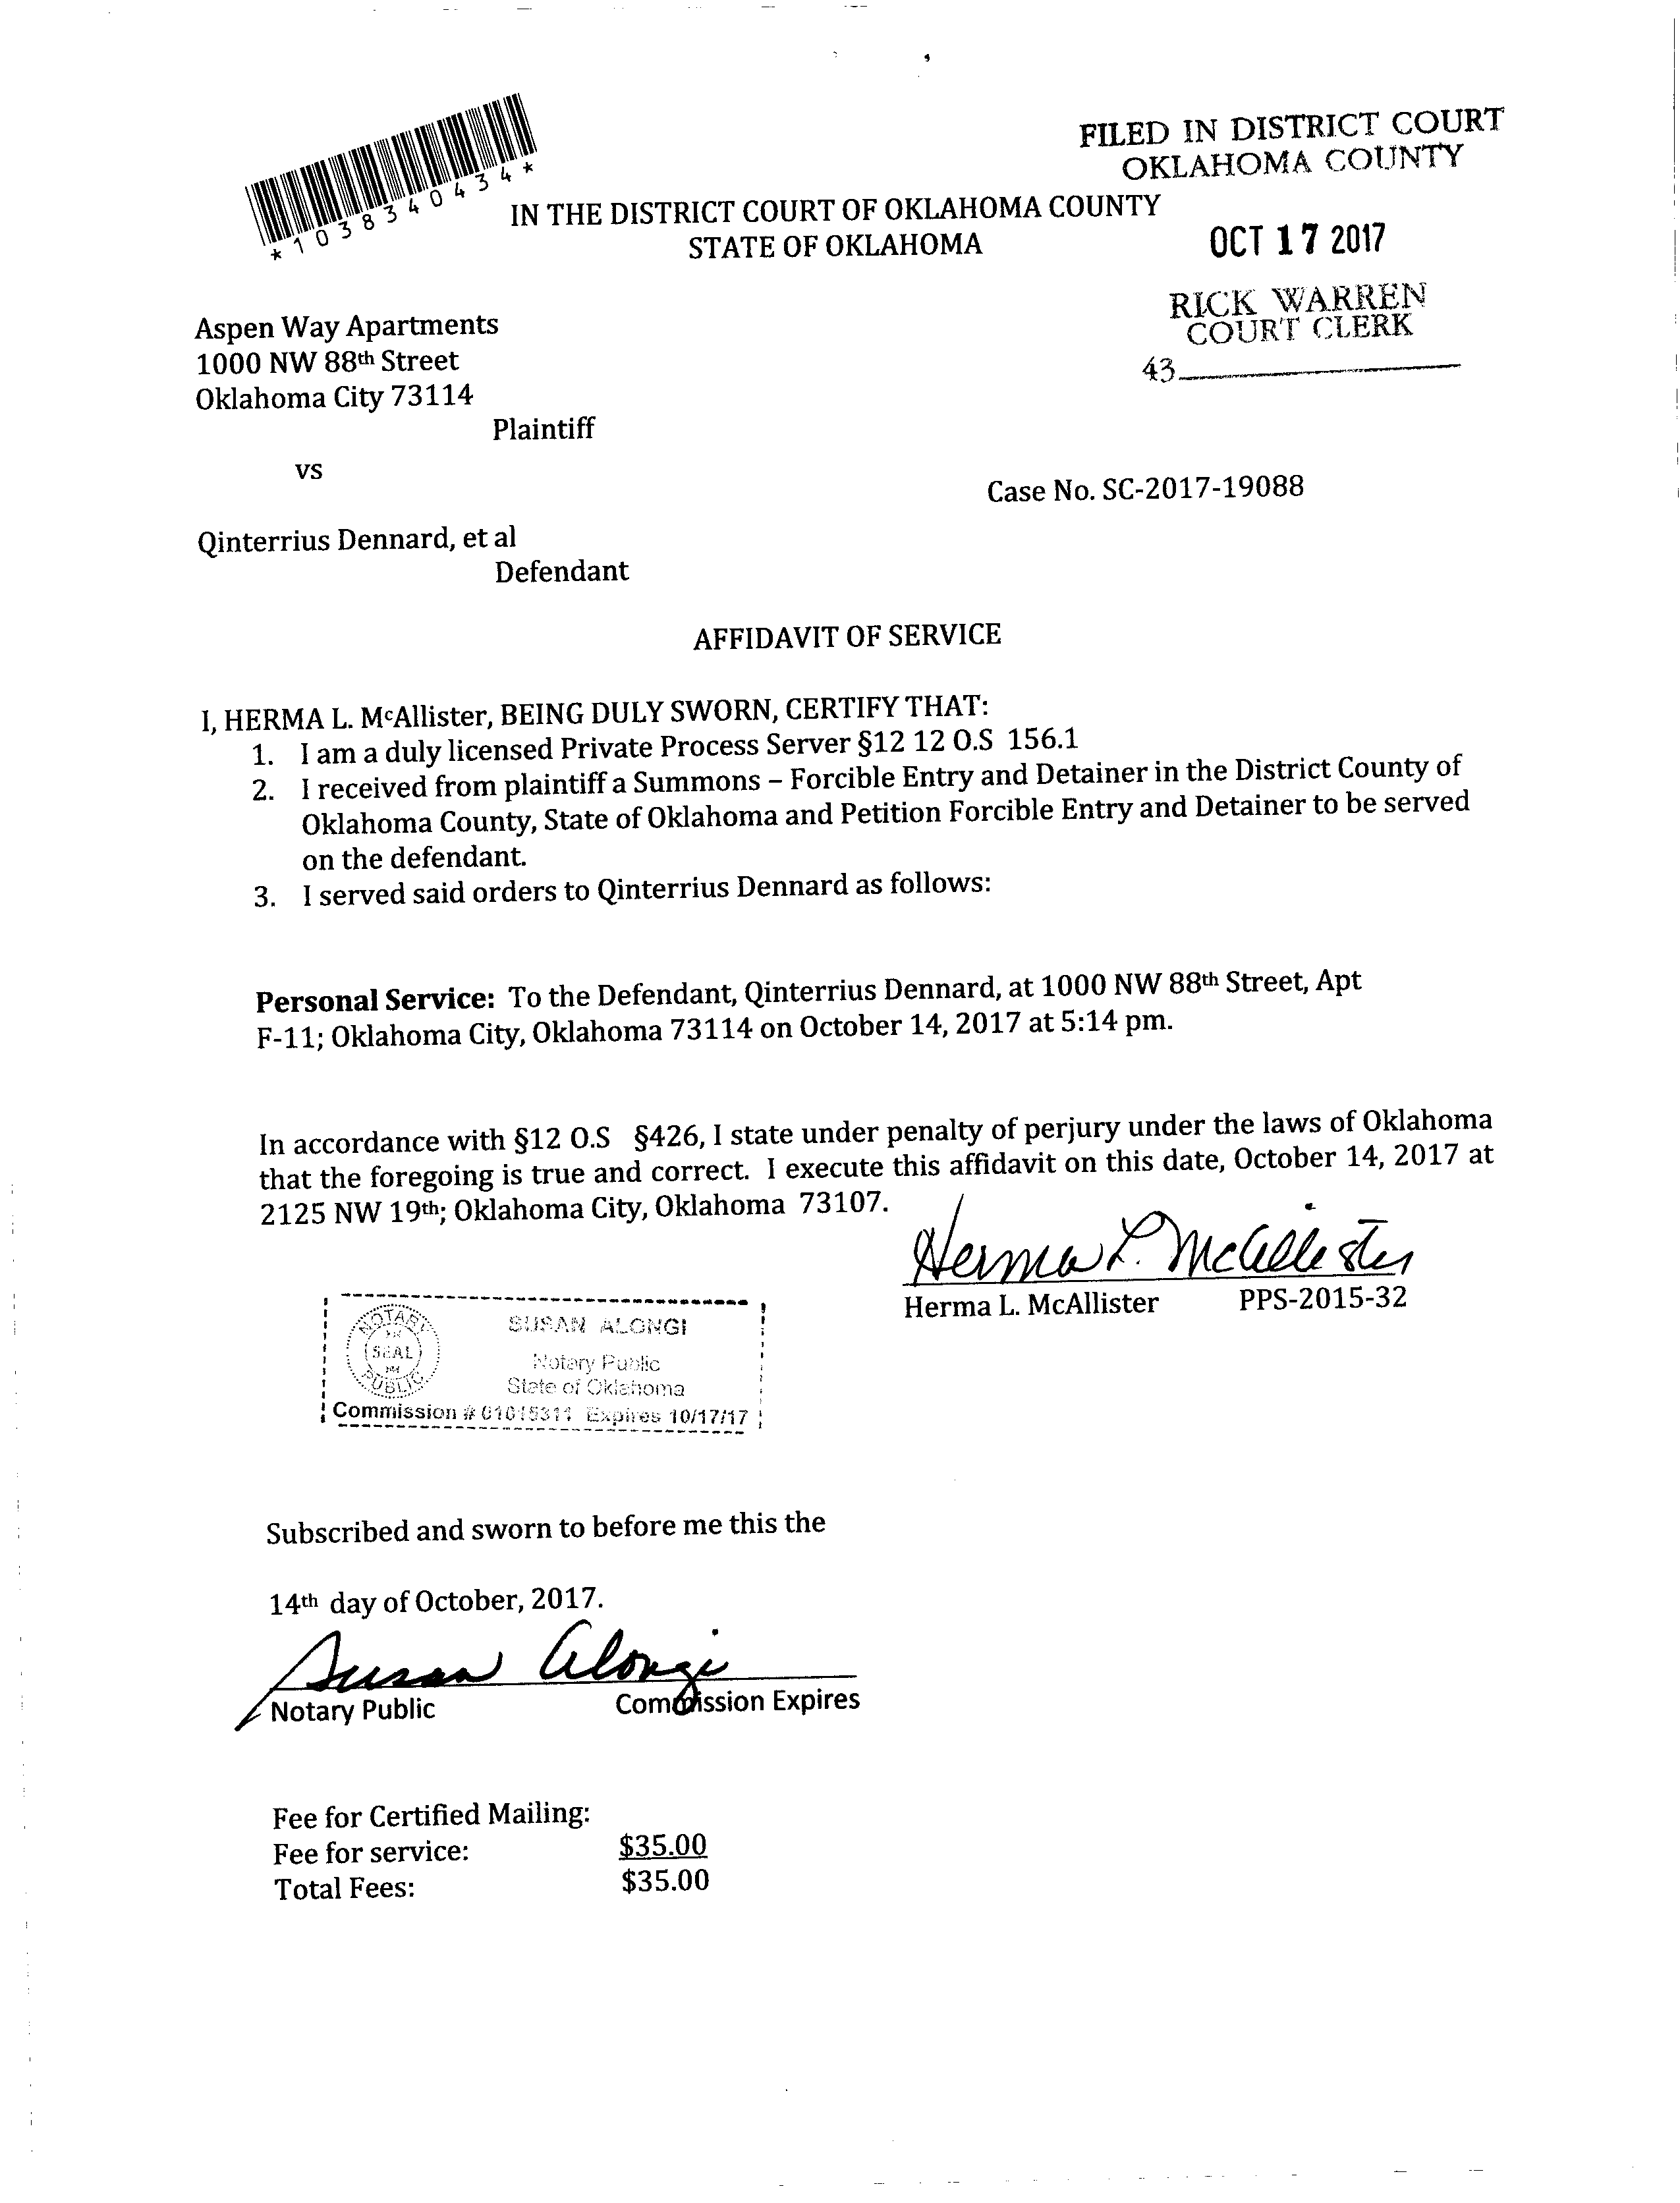 *1038340434*
FILED IN DISTRICT COURT
OKLAHOMA COUNTY
IN THE DISTRICT COURT OF OKLAHOMA COUNTY
STATE OF OKLAHOMA
OCT 17 2017
RICK WARREN
COURT CLERK
43
Aspen Way Apartments
1000 NW 88th Street
Oklahoma City 73114
Plaintiff
vs
Case No. SC-2017-19088
Qinterrius Dennard, et al
Defendant
AFFIDAVIT OF SERVICE
I, HERMA L. McAllister, BEING DULY SWORN, CERTIFY THAT:
1. I am a duly licensed Private Process Server §12 12 O.S 156.1
2. I received from plaintiff a Summons – Forcible Entry and Detainer in the District County of
Oklahoma County, State of Oklahoma and Petition Forcible Entry and Detainer to be served
on the defendant.
3. I served said orders to Qinterrius Dennard as follows:
Personal Service: To the Defendant, Qinterrius Dennard, at 1000 NW 88th Street, Apt
F-11; Oklahoma City, Oklahoma 73114 on October 14, 2017 at 5:14 pm.
In accordance with §12 O.S §426, I state under penalty of perjury under the laws of Oklahoma
that the foregoing is true and correct. I execute this affidavit on this date, October 14, 2017 at
2125 NW 19th; Oklahoma City, Oklahoma 73107.
Herma L. McAllister
Herma L. McAllister PPS-2015-32
NOTARY
SEAL
PUBLIC
SUSAN ALONGI
Notary Public
State of Oklahoma
Commission # 01015311 Expires 10/17/17
Subscribed and sworn to before me this the
14th day of October, 2017.
Susan Alongi
Notary Public Commission Expires
Fee for Certified Mailing:
Fee for service: $35.00
Total Fees: $35.00